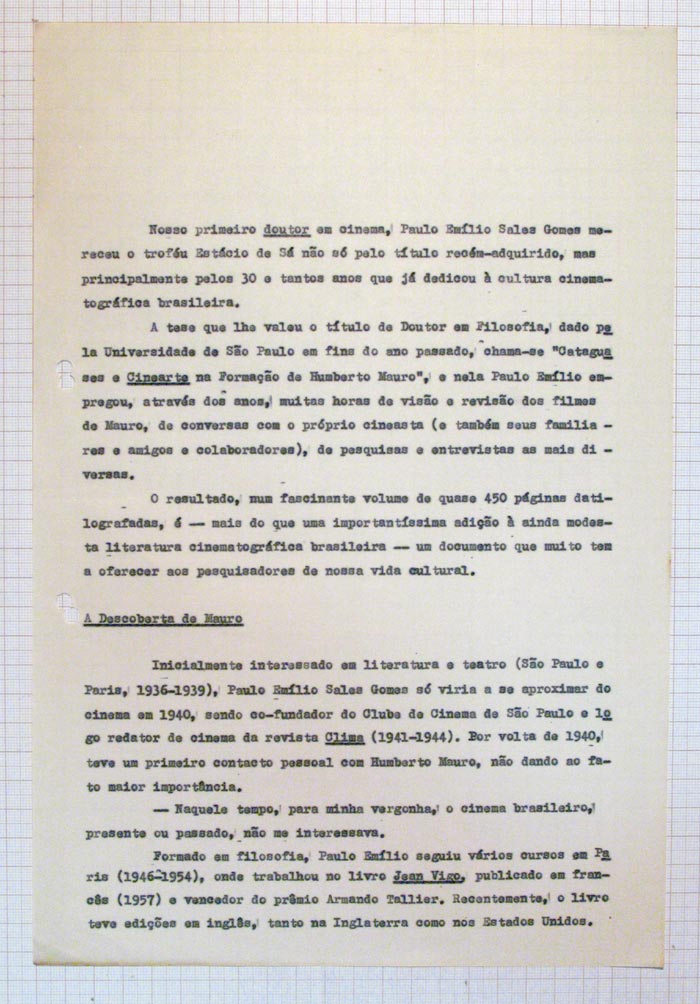 Nosso primeiro doutor em cinema, Paulo Emílio Sales Gomes me-
receu o troféu Estácio de Sá não só pelo título recém-adquirido, mas
principalmente pelos 30 e tantos anos que já dedicou à cultura cinema-
tográfica brasileira.
A tese que lhe valeu o título de Doutor em Filosofia, dado pe
la Universidade de São Paulo em fins do ano passado, chama-se "Catagua
ses e Cinearte na Formação de Humberto Mauro", e nela Paulo Emílio em-
pregou, através dos anos, muitas horas de visão e revisão dos filmes
de Mauro, de conversas com o próprio cineasta (e também seus familia -
res e amigos e colaboradores), de pesquisas e entrevistas as mais di -
versas.
O resultado, num fascinante volume de quase 450 páginas dati-
lografadas, é — mais do que uma importantíssima adição à ainda modes-
ta literatura cinematográfica brasileira — um documento que muito tem
a oferecer aos pesquisadores de nossa vida cultural.
A Descoberta de Mauro
Inicialmente interessado em literatura e teatro (São Paulo e
Paris, 1936-1939), Paulo Emílio Sales Gomes só viria a se aproximar do
cinema em 1940, sendo co-fundador do Clube de Cinema de São Paulo e lo
go redator de cinema da revista Clima (1941-1944). Por volta de 1940,
teve um primeiro contacto pessoal com Humberto Mauro, não dando ao fa-
to maior importância.
— Naquele tempo, para minha vergonha, o cinema brasileiro,
presente ou passado, não me interessava.
Formado em filosofia, Paulo Emílio seguiu vários cursos em Pa
ris (1946-1954), onde trabalhou no livro Jean Vigo, publicado em fran-
cês (1957) e vencedor do prêmio Armando Tallier. Recentemente, o livro
teve edições em inglês, tanto na Inglaterra como nos Estados Unidos.